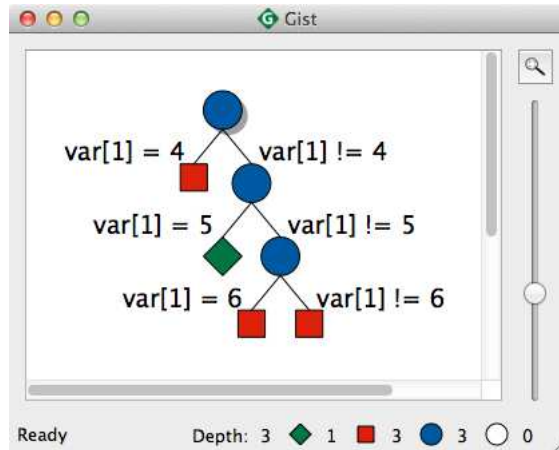 Gist
var[1] = 4 var[1] != 4
var[1] = 5 var[1] != 5
var[1] = 6 var[1] != 6
Ready Depth: 3 1 3 3 0